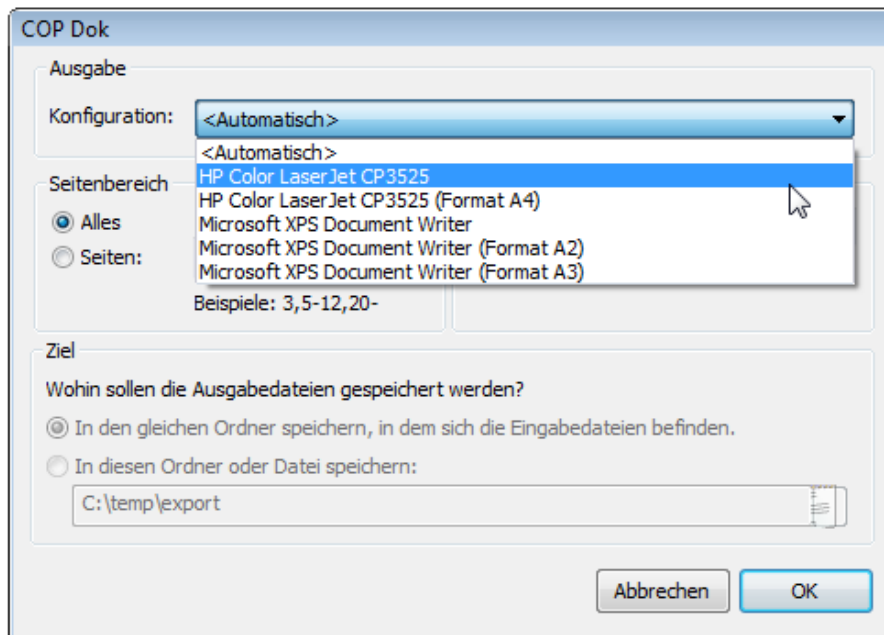 COP Dok
Ausgabe
Konfiguration:
<Automatisch>
<Automatisch>
HP Color LaserJet CP3525
HP Color LaserJet CP3525 (Format A4)
Microsoft XPS Document Writer
Microsoft XPS Document Writer (Format A2)
Microsoft XPS Document Writer (Format A3)
Seitenbereich
Alles
Seiten:
Beispiele: 3,5-12,20-
Ziel
Wohin sollen die Ausgabedateien gespeichert werden?
In den gleichen Ordner speichern, in dem sich die Eingabedateien befinden.
In diesen Ordner oder Datei speichern:
C:\temp\export
Abbrechen
OK